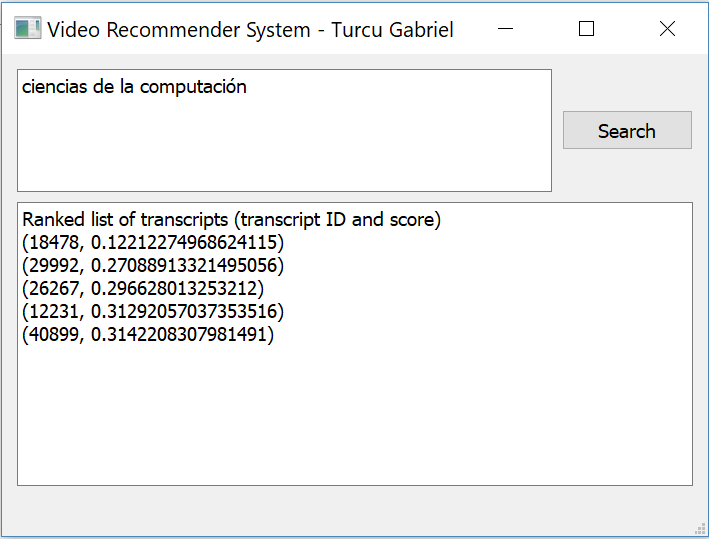 Video Recommender System - Turcu Gabriel
ciencias de la computación
Search
Ranked list of transcripts (transcript ID and score)
(18478, 0.12212274968624115)
(29992, 0.27088913321495056)
(26267, 0.296628013253212)
(12231, 0.31292057037353516)
(40899, 0.3142208307981491)